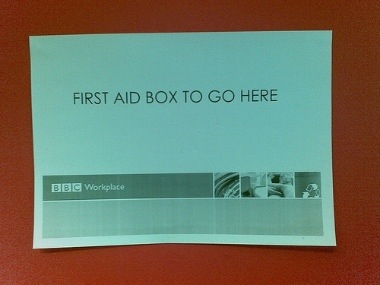 FIRST AID BOX TO GO HERE
BBC Workplace